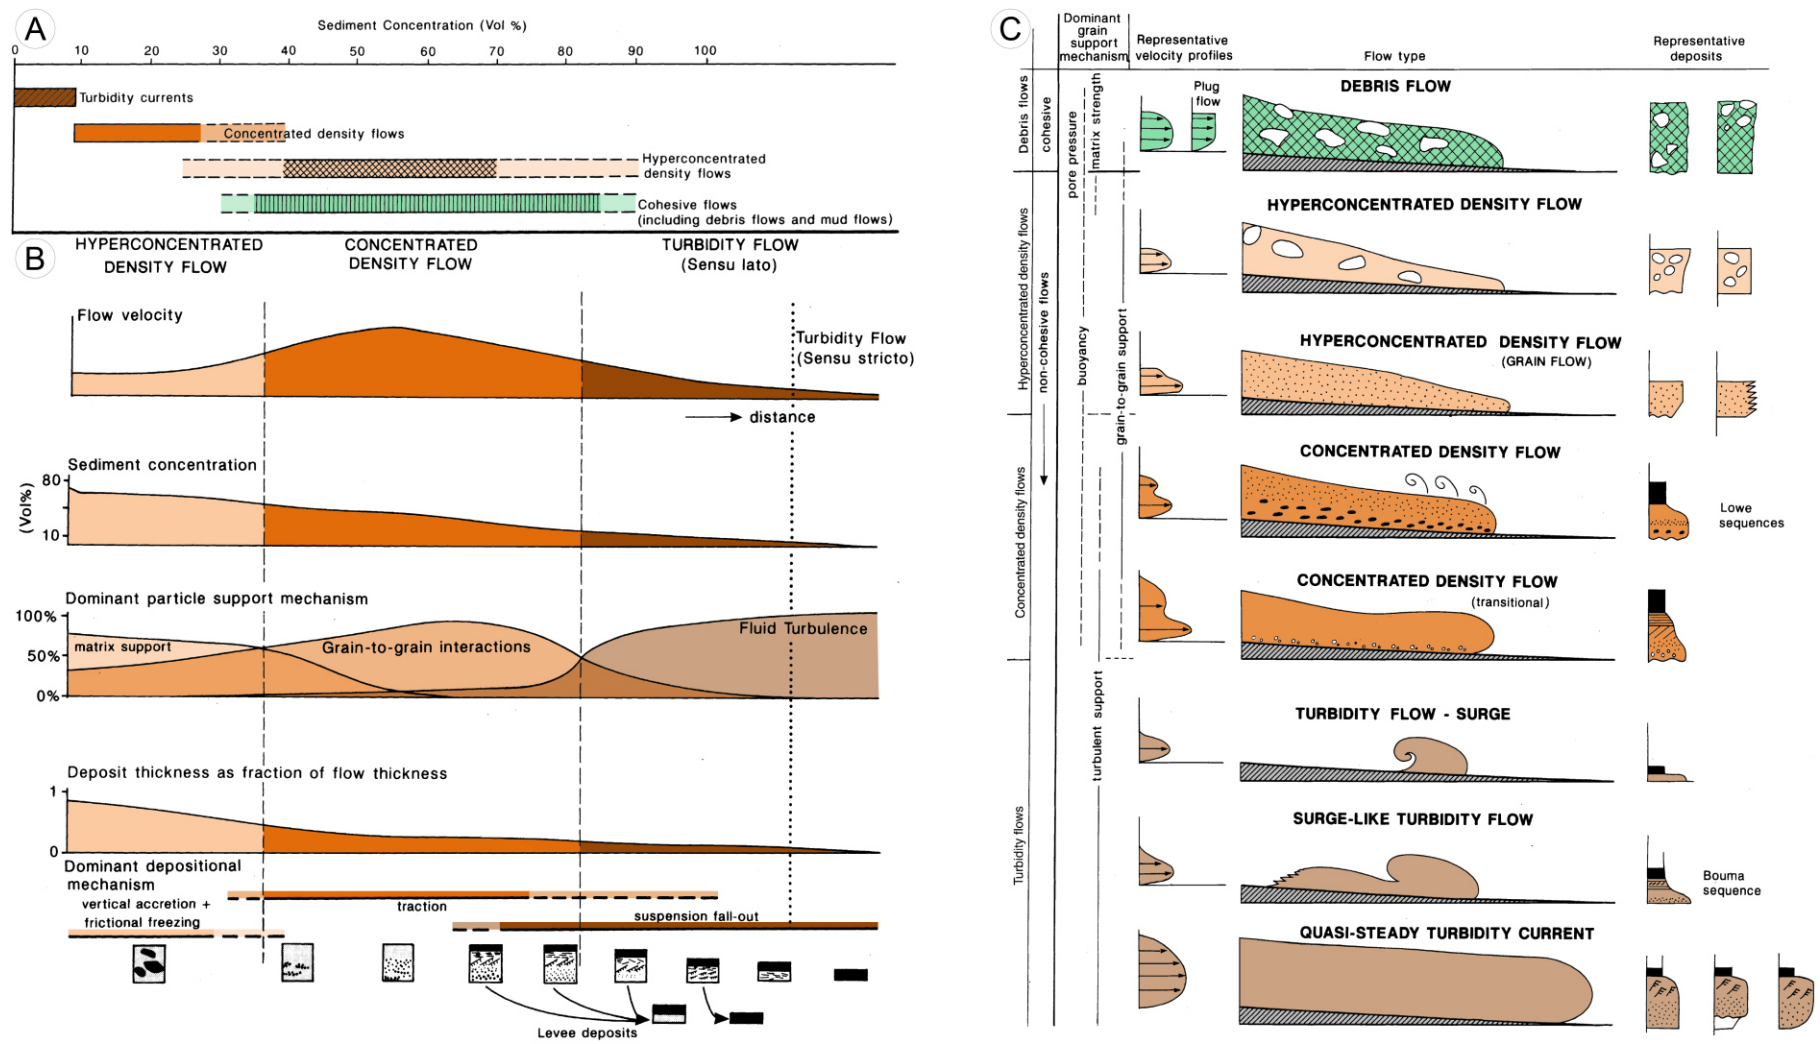 A
Sediment Concentration (Vol %)
0 10 20 30 40 50 60 70 80 90 100
Turbidity currents
Concentrated density flows
Hyperconcentrated
density flows
Cohesive flows
(including debris flows and mud flows)
B
HYPERCONCENTRATED
DENSITY FLOW
CONCENTRATED
DENSITY FLOW
TURBIDITY FLOW
(Sensu lato)
Flow velocity
Turbidity Flow
(Sensu stricto)
distance
Sediment concentration
80
(Vol%)
10
Dominant particle support mechanism
100%
50%
0%
matrix support
Grain-to-grain interactions
Fluid Turbulence
Deposit thickness as fraction of flow thickness
1
0
Dominant depositional
mechanism
vertical accretion +
frictional freezing
traction
suspension fall-out
Levee deposits
C
Dominant
grain
support
mechanism
Representative
velocity profiles
Flow type
Representative
deposits
Debris flows
cohesive
pore pressure
matrix strength
Plug
flow
DEBRIS FLOW
Hyperconcentrated density flows
non-cohesive flows
buoyancy
grain-to-grain support
HYPERCONCENTRATED DENSITY FLOW
HYPERCONCENTRATED DENSITY FLOW
(GRAIN FLOW)
Concentrated density flows
CONCENTRATED DENSITY FLOW
Lowe
sequences
CONCENTRATED DENSITY FLOW
(transitional)
Turbidity flows
turbulent support
TURBIDITY FLOW - SURGE
SURGE-LIKE TURBIDITY FLOW
Bouma
sequence
QUASI-STEADY TURBIDITY CURRENT